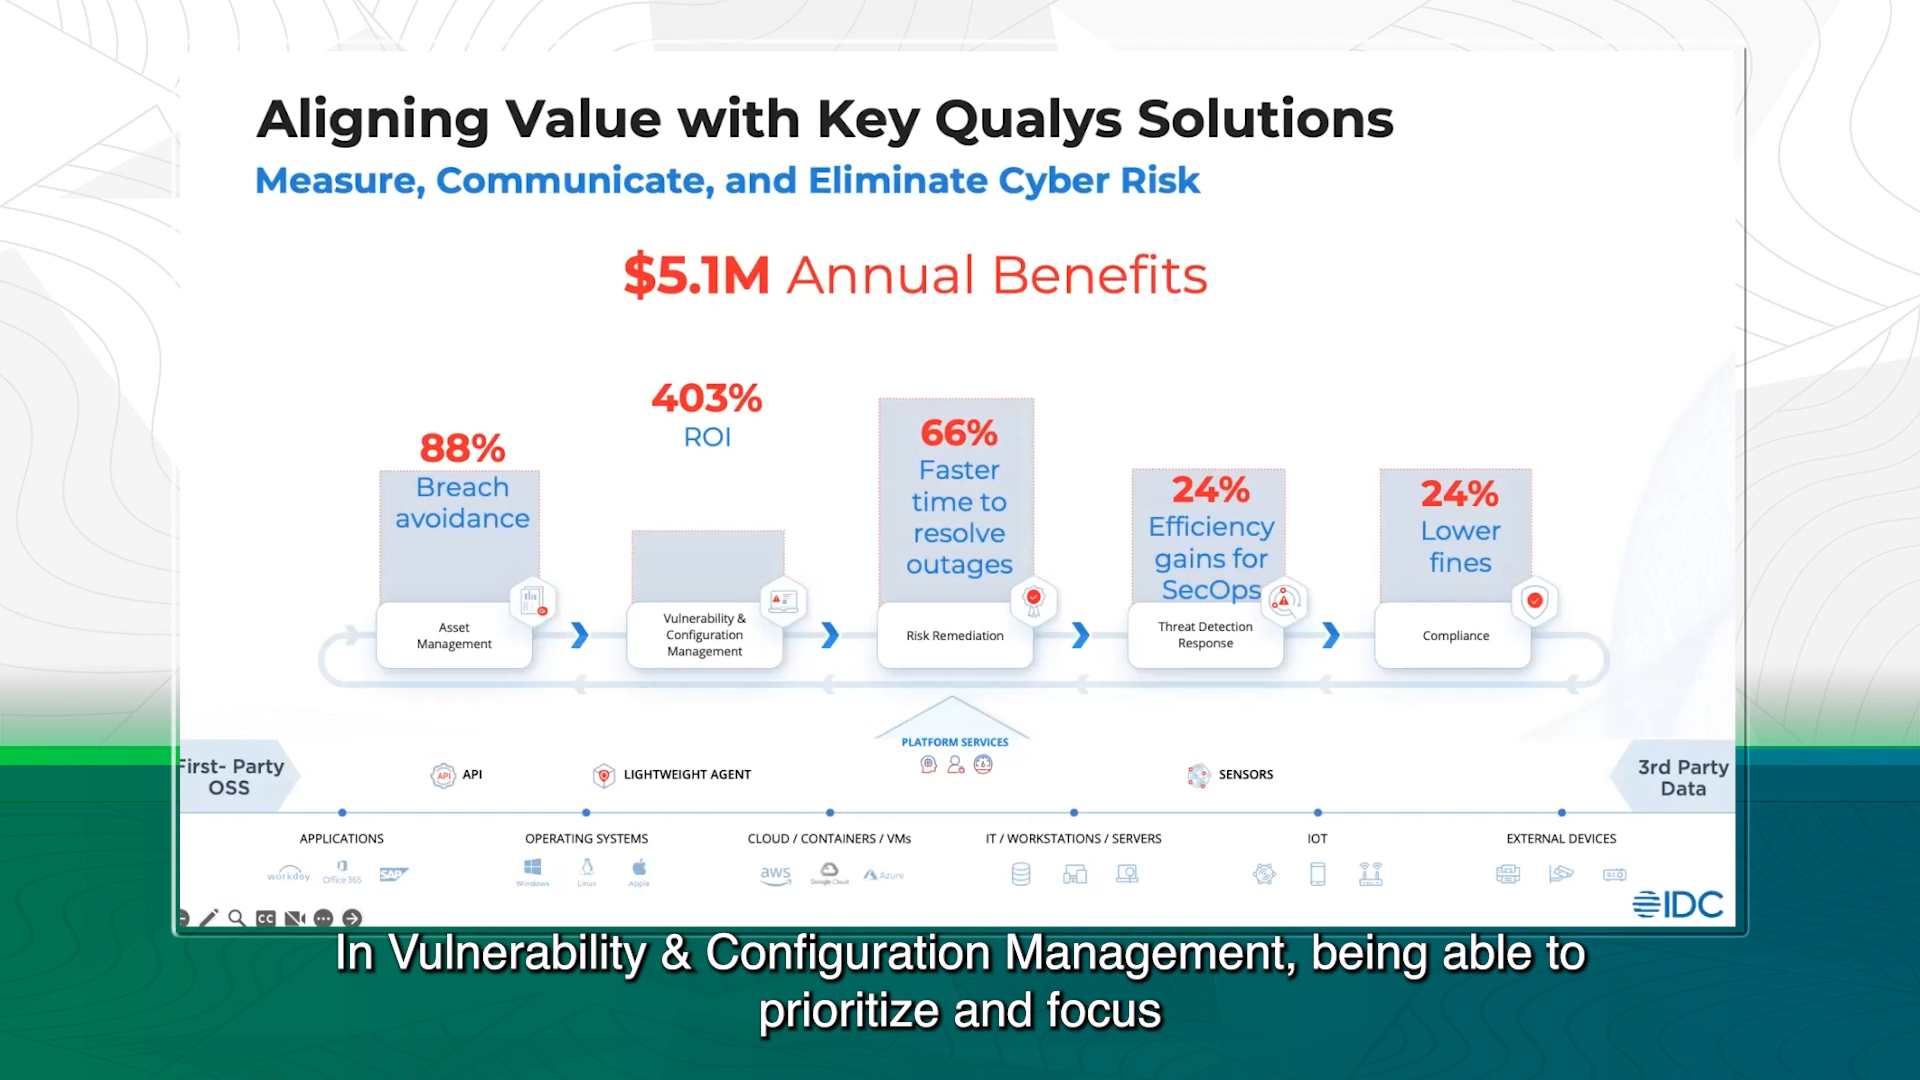 Aligning Value with Key Qualys Solutions
Measure, Communicate, and Eliminate Cyber Risk
$5.1M Annual Benefits
88%
Breach
avoidance
403%
ROI
66%
Faster
time to
resolve
outages
24%
Efficiency
gains for
SecOps
24%
Lower
fines
Asset
Management
Vulnerability &
Configuration
Management
Risk Remediation
Threat Detection
Response
Compliance
PLATFORM SERVICES
First- Party
OSS
API
API
LIGHTWEIGHT AGENT
SENSORS
3rd Party
Data
APPLICATIONS
OPERATING SYSTEMS
CLOUD / CONTAINERS / VMs
IT / WORKSTATIONS / SERVERS
IOT
EXTERNAL DEVICES
workday
Office 365
SAP
Windows
Linux
Apple
aws
Google Cloud
Azure
CC
IDC
In Vulnerability & Configuration Management, being able to
prioritize and focus